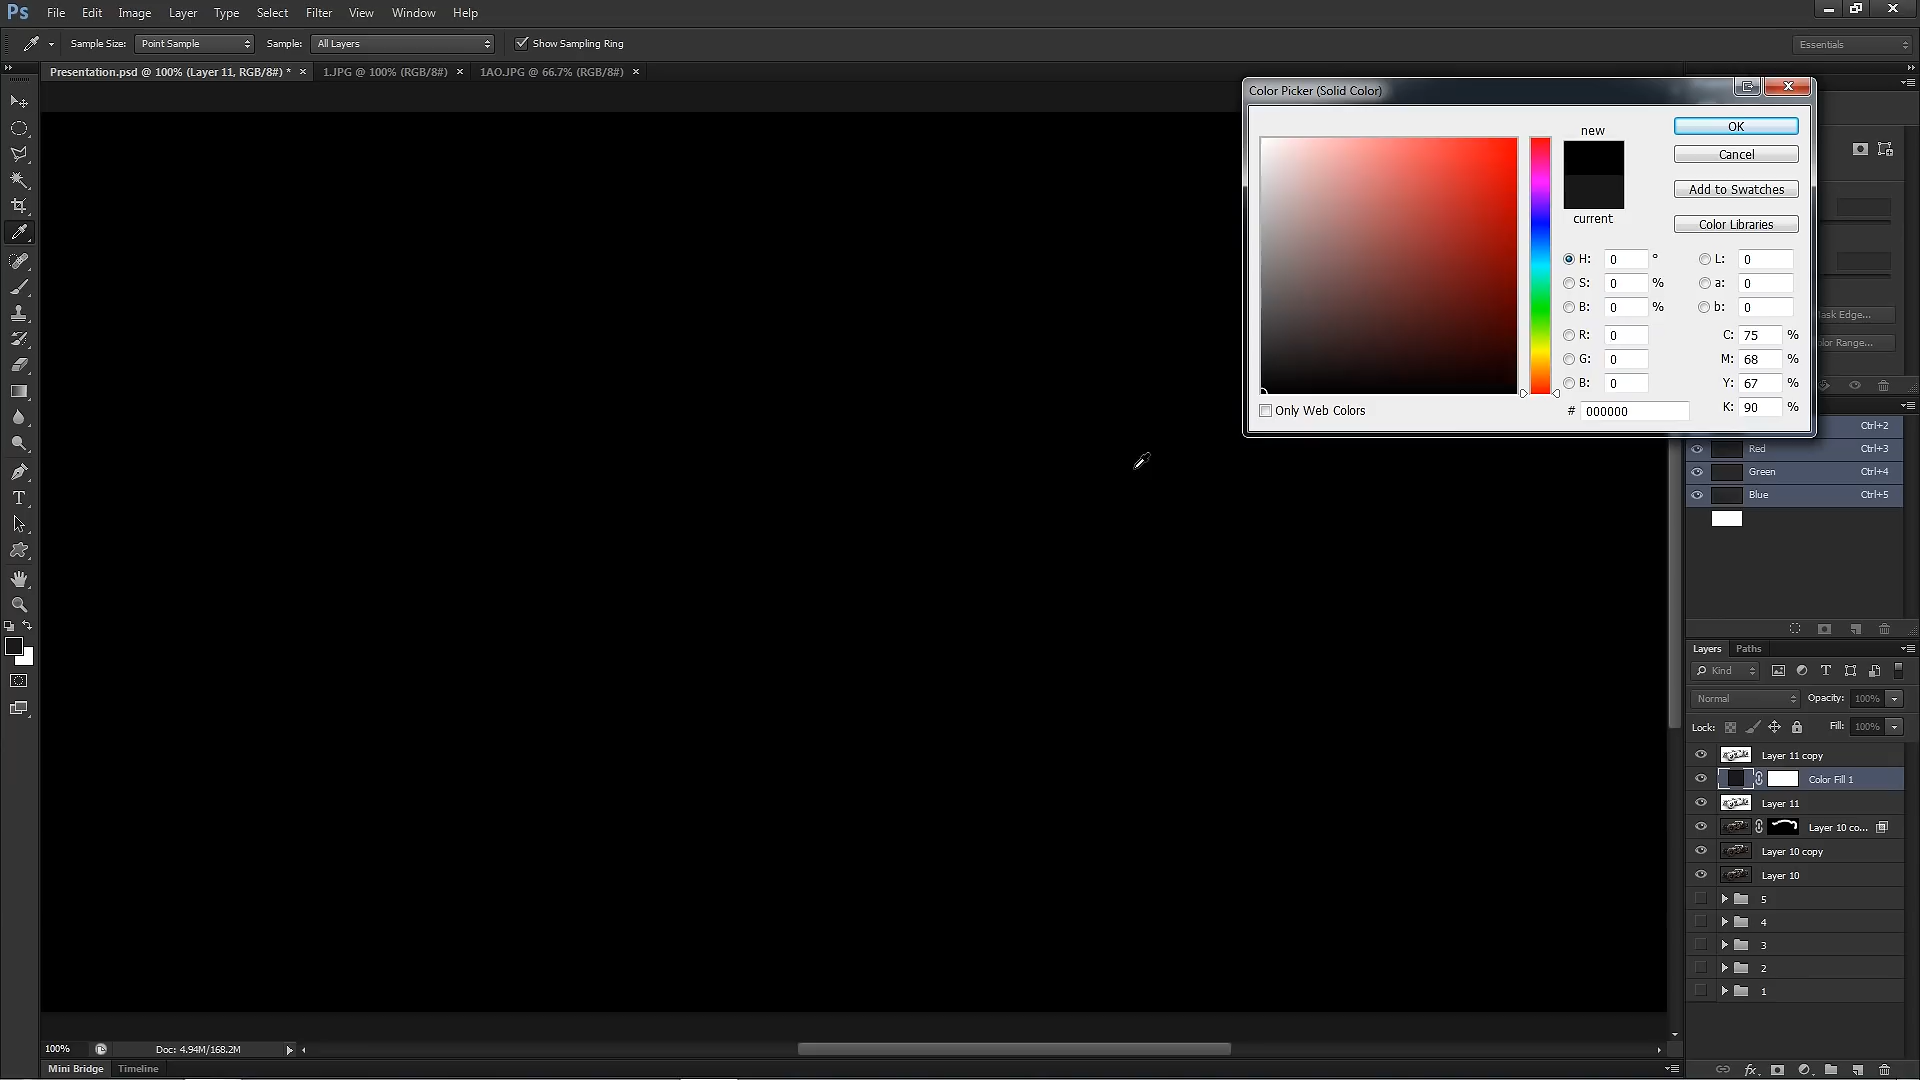 Ps File Edit Image Layer Type Select Filter View Window Help
Sample Size: Point Sample Sample: All Layers Show Sampling Ring Essentials
Presentation.psd @ 100% (Layer 11, RGB/8#) * × 1.JPG @ 100% (RGB/8#) × 1AO.JPG @ 66.7% (RGB/8#) ×
Color Picker (Solid Color)
new
current
OK
Cancel
Add to Swatches
Color Libraries
H: 0 ° L: 0
S: 0 % a: 0
B: 0 % b: 0
R: 0 C: 75 %
G: 0 M: 68 %
B: 0 Y: 67 %
# 000000 K: 90 %
Only Web Colors
Mask Edge...
Color Range...
Ctrl+2
Red Ctrl+3
Green Ctrl+4
Blue Ctrl+5
Layers Paths
Kind
Normal Opacity: 100%
Lock: Fill: 100%
Layer 11 copy
Color Fill 1
Layer 11
Layer 10 co...
Layer 10 copy
Layer 10
5
4
3
2
1
100% Doc: 4.94M/168.2M
Mini Bridge Timeline
fx